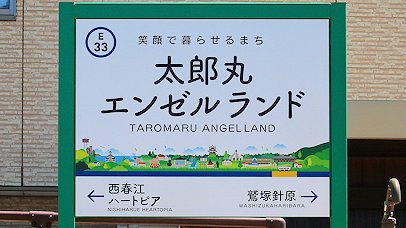 E
33
笑顔で暮らせるまち
太郎丸
エンゼルランド
TAROMARU ANGELLAND
← 西春江
ハートピア
NISHIHARUE HEARTOPIA
鷲塚針原 →
WASHIZUKAHARIBARA